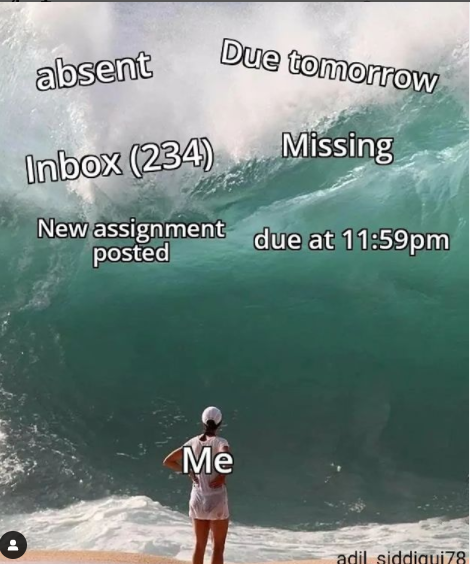 absent
Due tomorrow
Inbox (234)
Missing
New assignment
posted
due at 11:59pm
Me
adil_siddiqui78